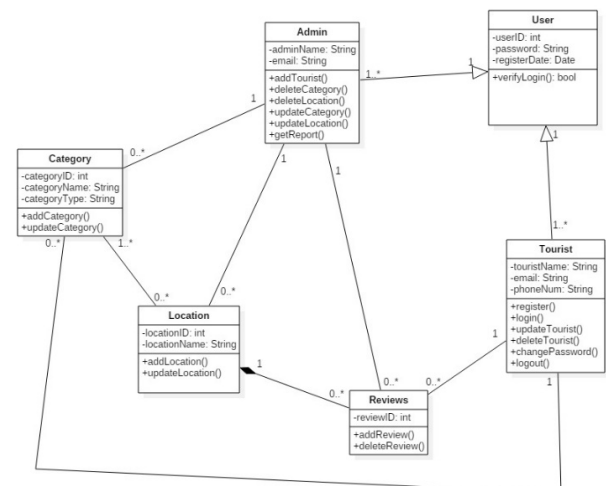 Admin
-adminName: String
-email: String
+addTourist()
+deleteCategory()
+deleteLocation()
+updateCategory()
+updateLocation()
+getReport()
User
-userID: int
-password: String
-registerDate: Date
+verifyLogin(): bool
1
1..*
1
1
1..*
1
0..*
1
1
Category
-categoryID: int
-categoryName: String
-categoryType: String
+addCategory()
+updateCategory()
0..*
1..*
0..*
0..*
Location
-locationID: int
-locationName: String
+addLocation()
+updateLocation()
1
0..*
0..*
0..*
Reviews
-reviewID: int
+addReview()
+deleteReview()
Tourist
-touristName: String
-email: String
-phoneNum: String
+register()
+login()
+updateTourist()
+deleteTourist()
+changePassword()
+logout()
1
1